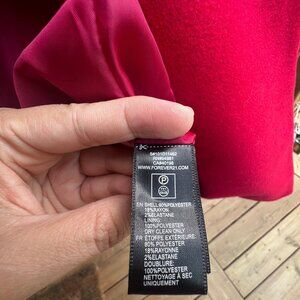 WWW.FOREVER21.COM
P
EN SHELL:80%POLYESTER
18%RAYON
2%ELASTANE
LINING:
100%POLYESTER
DRY CLEAN ONLY
FR ÉTOFFE EXTÉRIEURE:
80% POLYESTER
18%RAYONNE
2% ELASTANE
DOUBLURE:
100%POLYESTER
NETTOYAGE À SEC
UNIQUEMENT